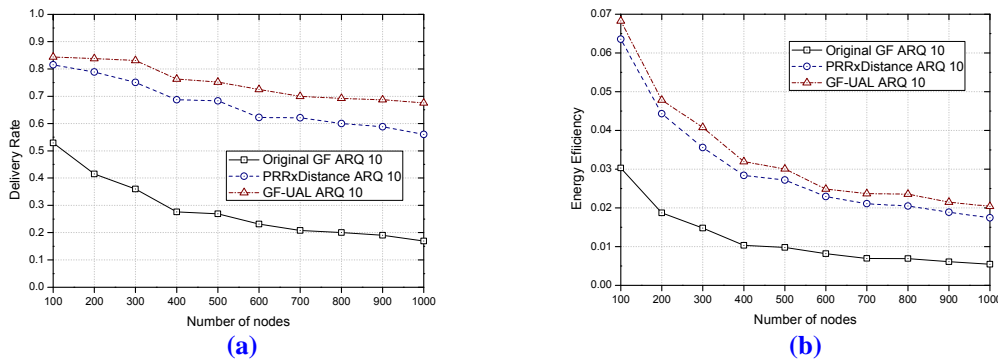 1.0
0.9
0.8
0.7
0.6
0.5
0.4
0.3
0.2
0.1
0.0
Delivery Rate
Original GF ARQ 10
PRRxDistance ARQ 10
GF-UAL ARQ 10
100 200 300 400 500 600 700 800 900 1000
Number of nodes
(a)
0.07
0.06
0.05
0.04
0.03
0.02
0.01
0.00
Energy Efiiciency
Original GF ARQ 10
PRRxDistance ARQ 10
GF-UAL ARQ 10
100 200 300 400 500 600 700 800 900 1000
Number of nodes
(b)